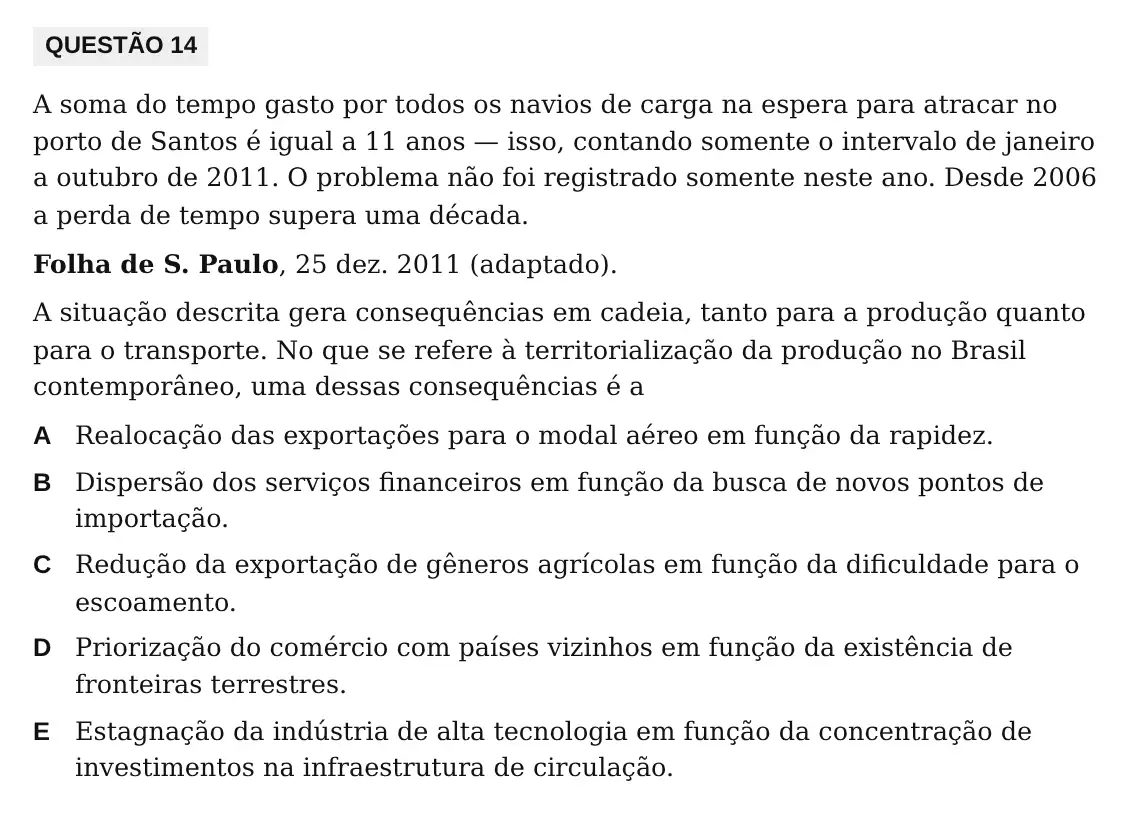 QUESTÃO 14
A soma do tempo gasto por todos os navios de carga na espera para atracar no
porto de Santos é igual a 11 anos — isso, contando somente o intervalo de janeiro
a outubro de 2011. O problema não foi registrado somente neste ano. Desde 2006
a perda de tempo supera uma década.
Folha de S. Paulo, 25 dez. 2011 (adaptado).
A situação descrita gera consequências em cadeia, tanto para a produção quanto
para o transporte. No que se refere à territorialização da produção no Brasil
contemporâneo, uma dessas consequências é a
A Realocação das exportações para o modal aéreo em função da rapidez.
B Dispersão dos serviços financeiros em função da busca de novos pontos de
importação.
C Redução da exportação de gêneros agrícolas em função da dificuldade para o
escoamento.
D Priorização do comércio com países vizinhos em função da existência de
fronteiras terrestres.
E Estagnação da indústria de alta tecnologia em função da concentração de
investimentos na infraestrutura de circulação.